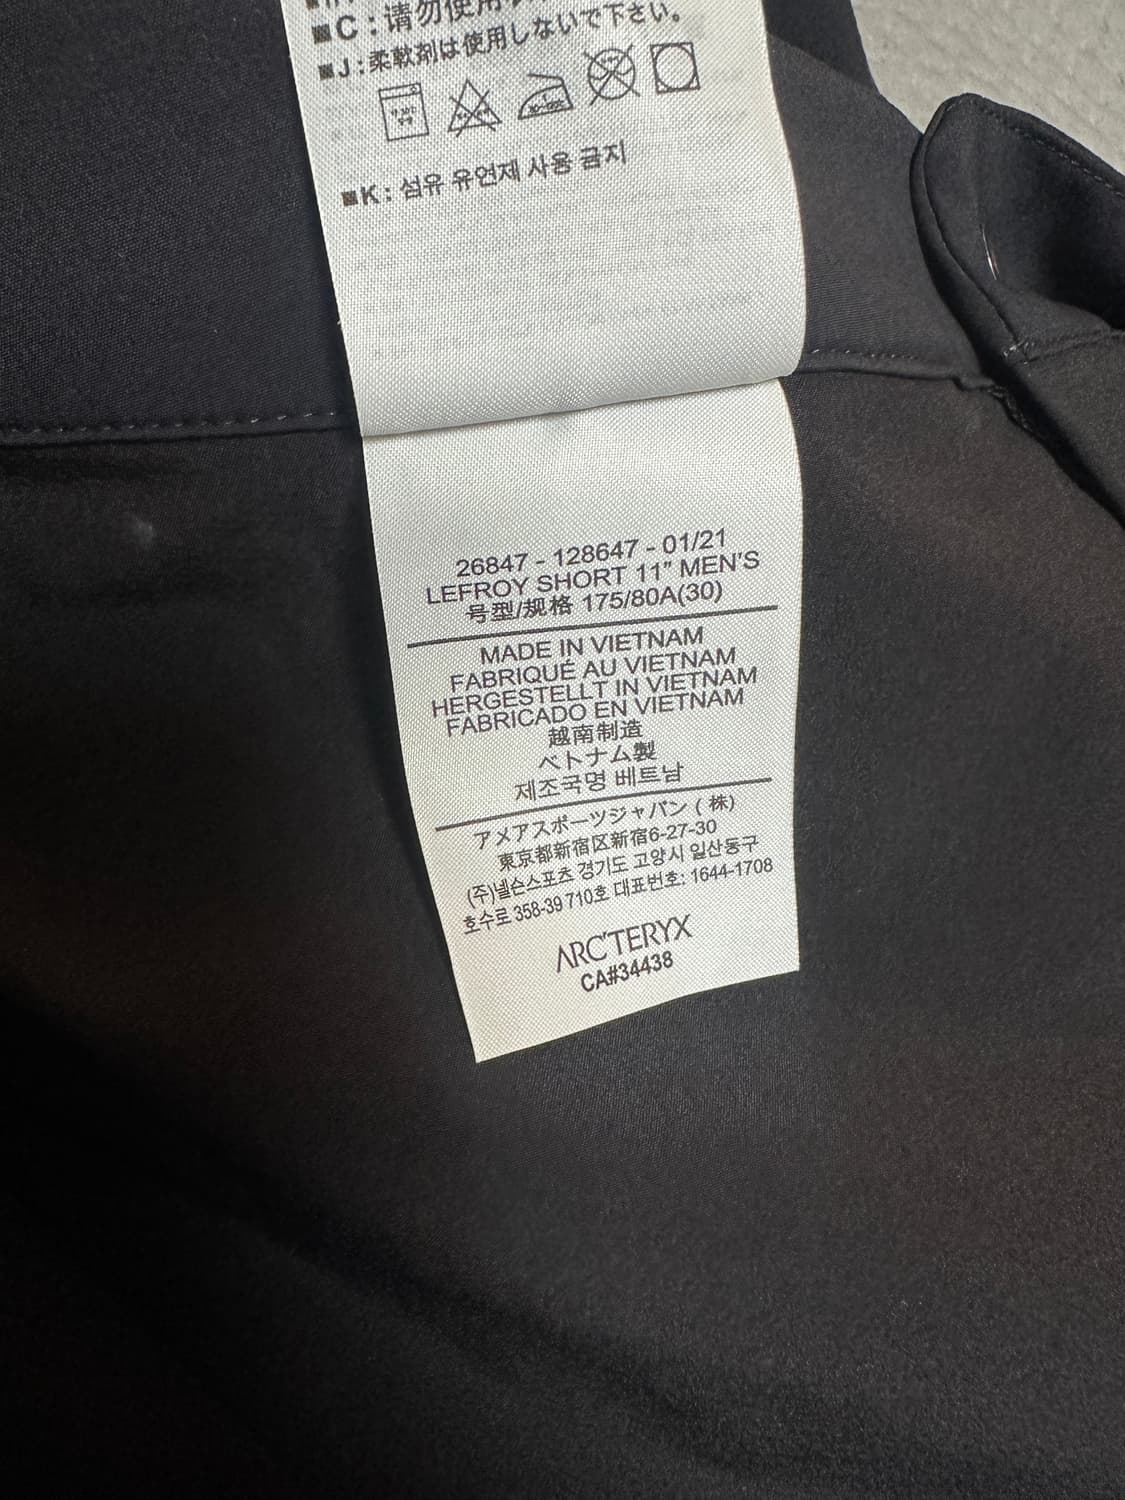 ■C : 请勿使用
■J : 柔軟剤は使用しないで下さい。
■K : 섬유 유연제 사용 금지
26847 - 128647 - 01/21
LEFROY SHORT 11" MEN'S
号型/规格 175/80A(30)
MADE IN VIETNAM
FABRIQUÉ AU VIETNAM
HERGESTELLT IN VIETNAM
FABRICADO EN VIETNAM
越南制造
ベトナム製
제조국명 베트남
アメアスポーツジャパン ( 株)
東京都新宿区新宿6-27-30
(주)넬슨스포츠 경기도 고양시 일산동구
호수로 358-39 710호 대표번호: 1644-1708
ARC'TERYX
CA#34438